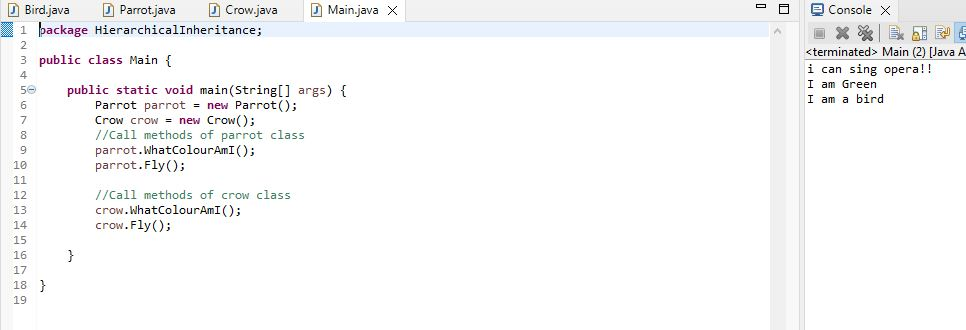 Bird.java Parrot.java Crow.java Main.java
1 package HierarchicalInheritance;
2
3 public class Main {
4
5 public static void main(String[] args) {
6 Parrot parrot = new Parrot();
7 Crow crow = new Crow();
8 //Call methods of parrot class
9 parrot.WhatColourAmI();
10 parrot.Fly();
11
12 //Call methods of crow class
13 crow.WhatColourAmI();
14 crow.Fly();
15
16 }
17
18 }
19
Console
<terminated> Main (2) [Java A
i can sing opera!!
I am Green
I am a bird